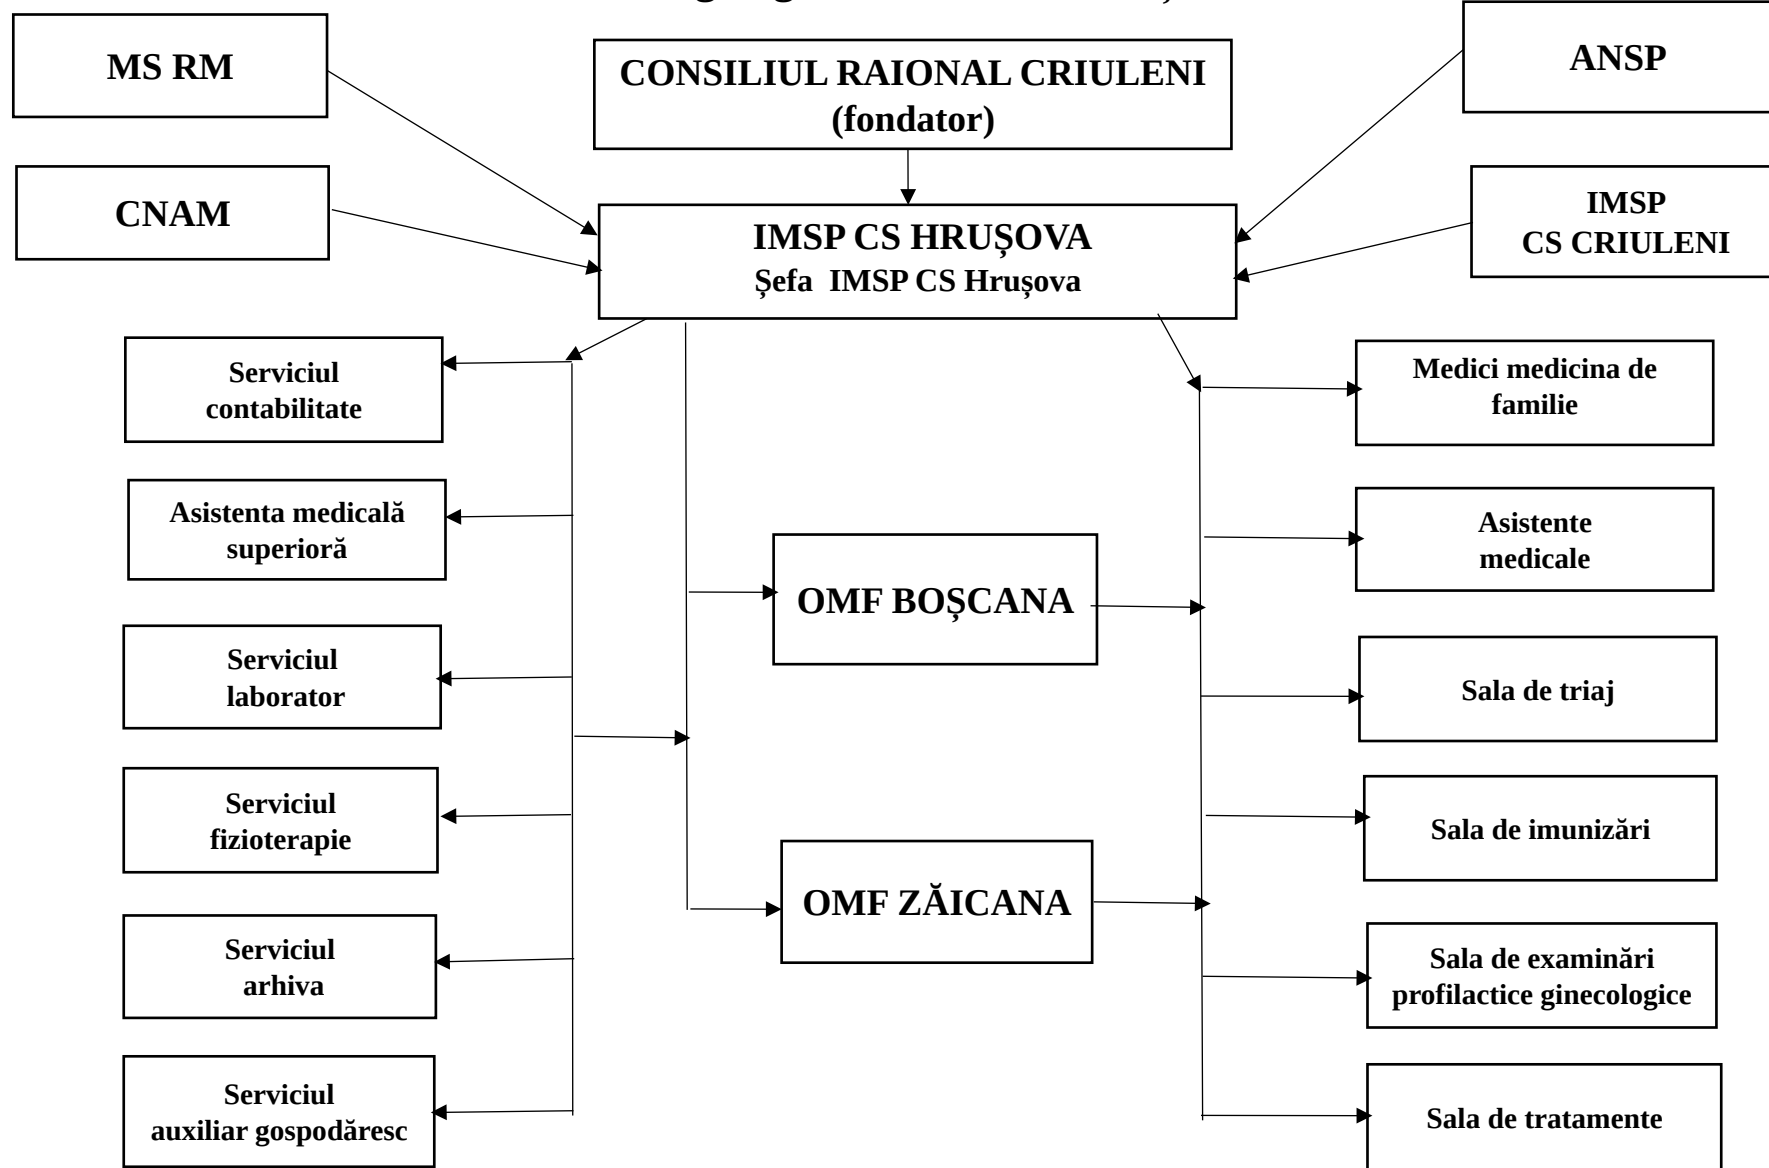 MS RM
CONSILIUL RAIONAL CRIULENI
(fondator)
ANSP
CNAM
IMSP CS HRUȘOVA
Șefa IMSP CS Hrușova
IMSP
CS CRIULENI
Serviciul
contabilitate
Medici medicina de
familie
Asistenta medicală
superioră
Asistente
medicale
OMF BOȘCANA
Serviciul
laborator
Sala de triaj
Serviciul
fizioterapie
Sala de imunizări
OMF ZĂICANA
Serviciul
arhiva
Sala de examinări
profilactice ginecologice
Serviciul
auxiliar gospodăresc
Sala de tratamente